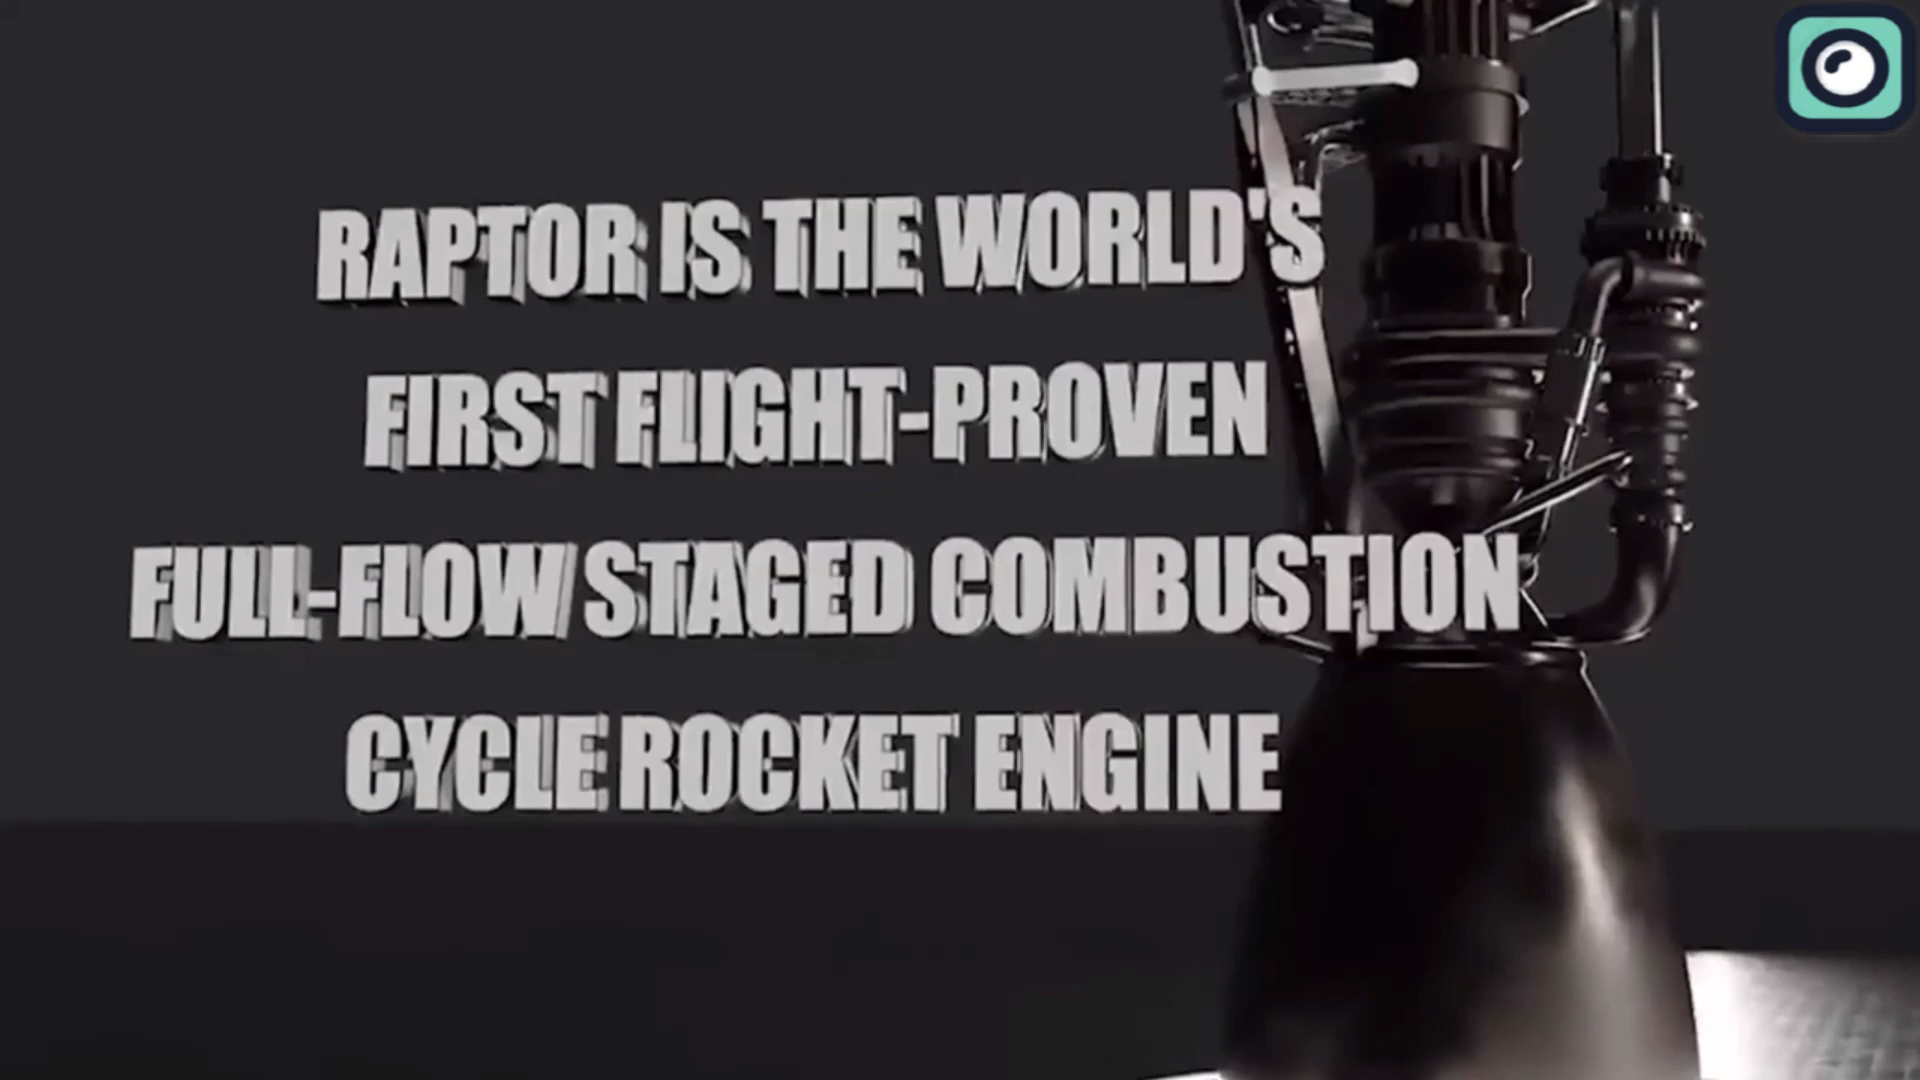 RAPTOR IS THE WORLD'S
FIRST FLIGHT-PROVEN
FULL-FLOW STAGED COMBUSTION
CYCLE ROCKET ENGINE